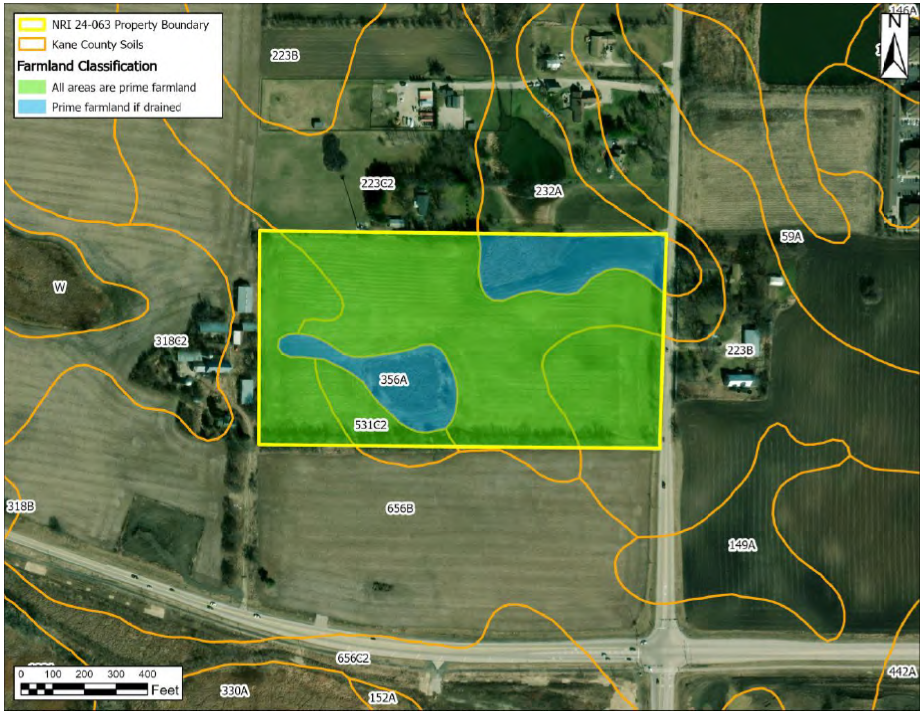 NRI 24-063 Property Boundary
Kane County Soils
Farmland Classification
All areas are prime farmland
Prime farmland if drained
N
146A
223B
223C2
232A
59A
W
318C2
223B
356A
531C2
318B
656B
149A
656C2
442A
330A
152A
0 100 200 300 400
Feet